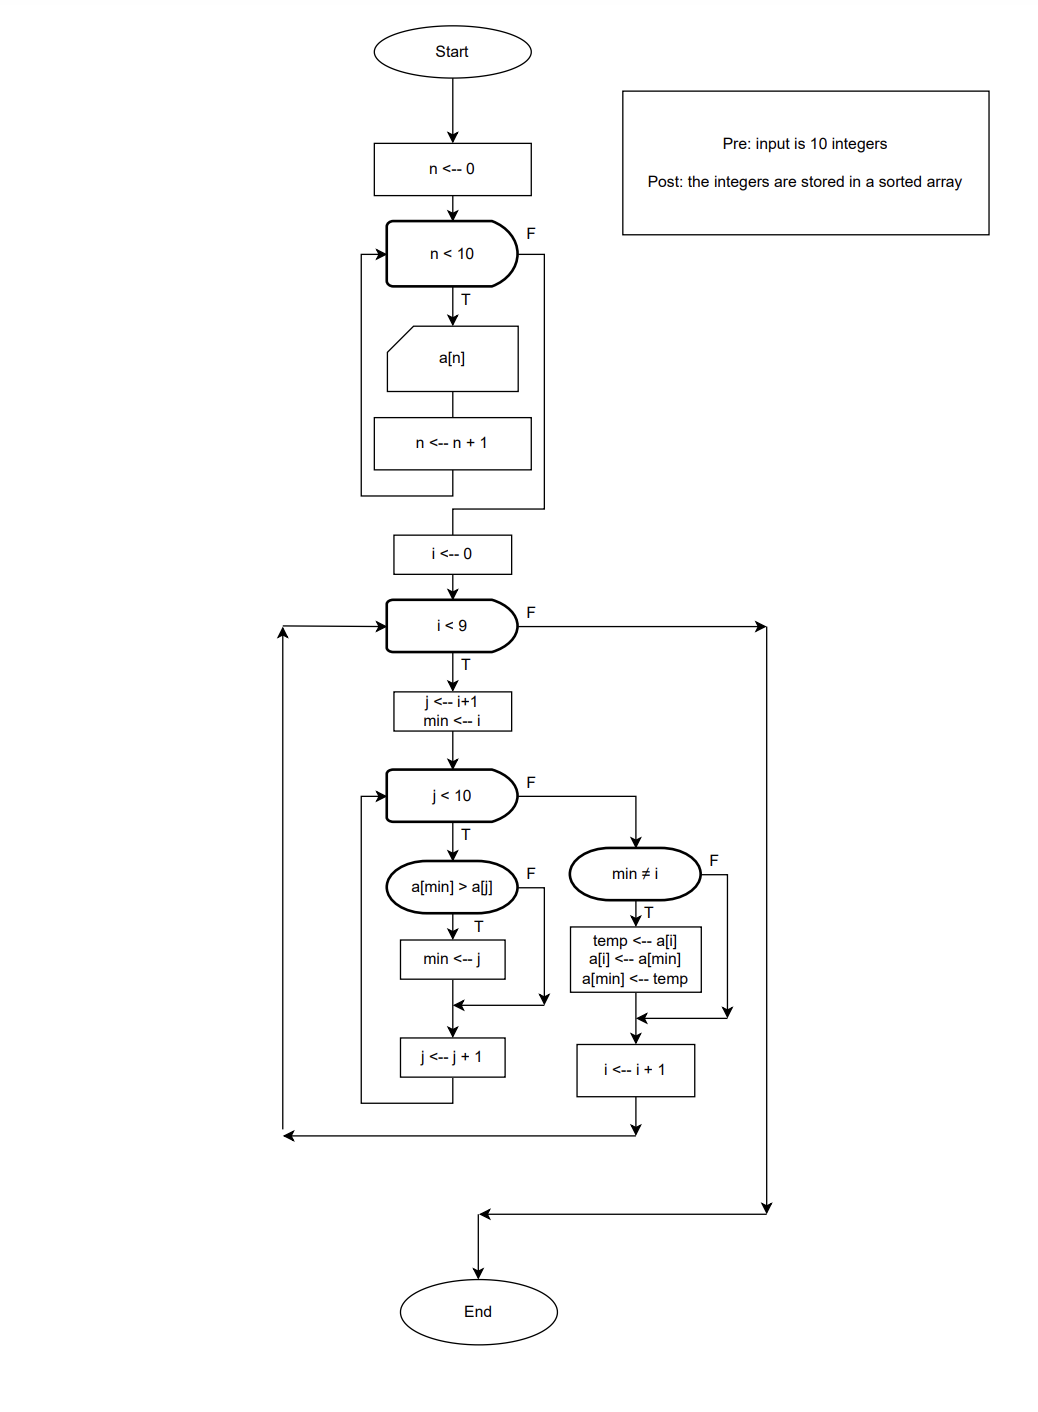 Start
Pre: input is 10 integers
Post: the integers are stored in a sorted array
n <-- 0
n < 10
F
T
a[n]
n <-- n + 1
i <-- 0
i < 9
F
T
j <-- i+1
min <-- i
j < 10
F
T
a[min] > a[j]
F
T
min <-- j
j <-- j + 1
min ≠ i
F
T
temp <-- a[i]
a[i] <-- a[min]
a[min] <-- temp
i <-- i + 1
End